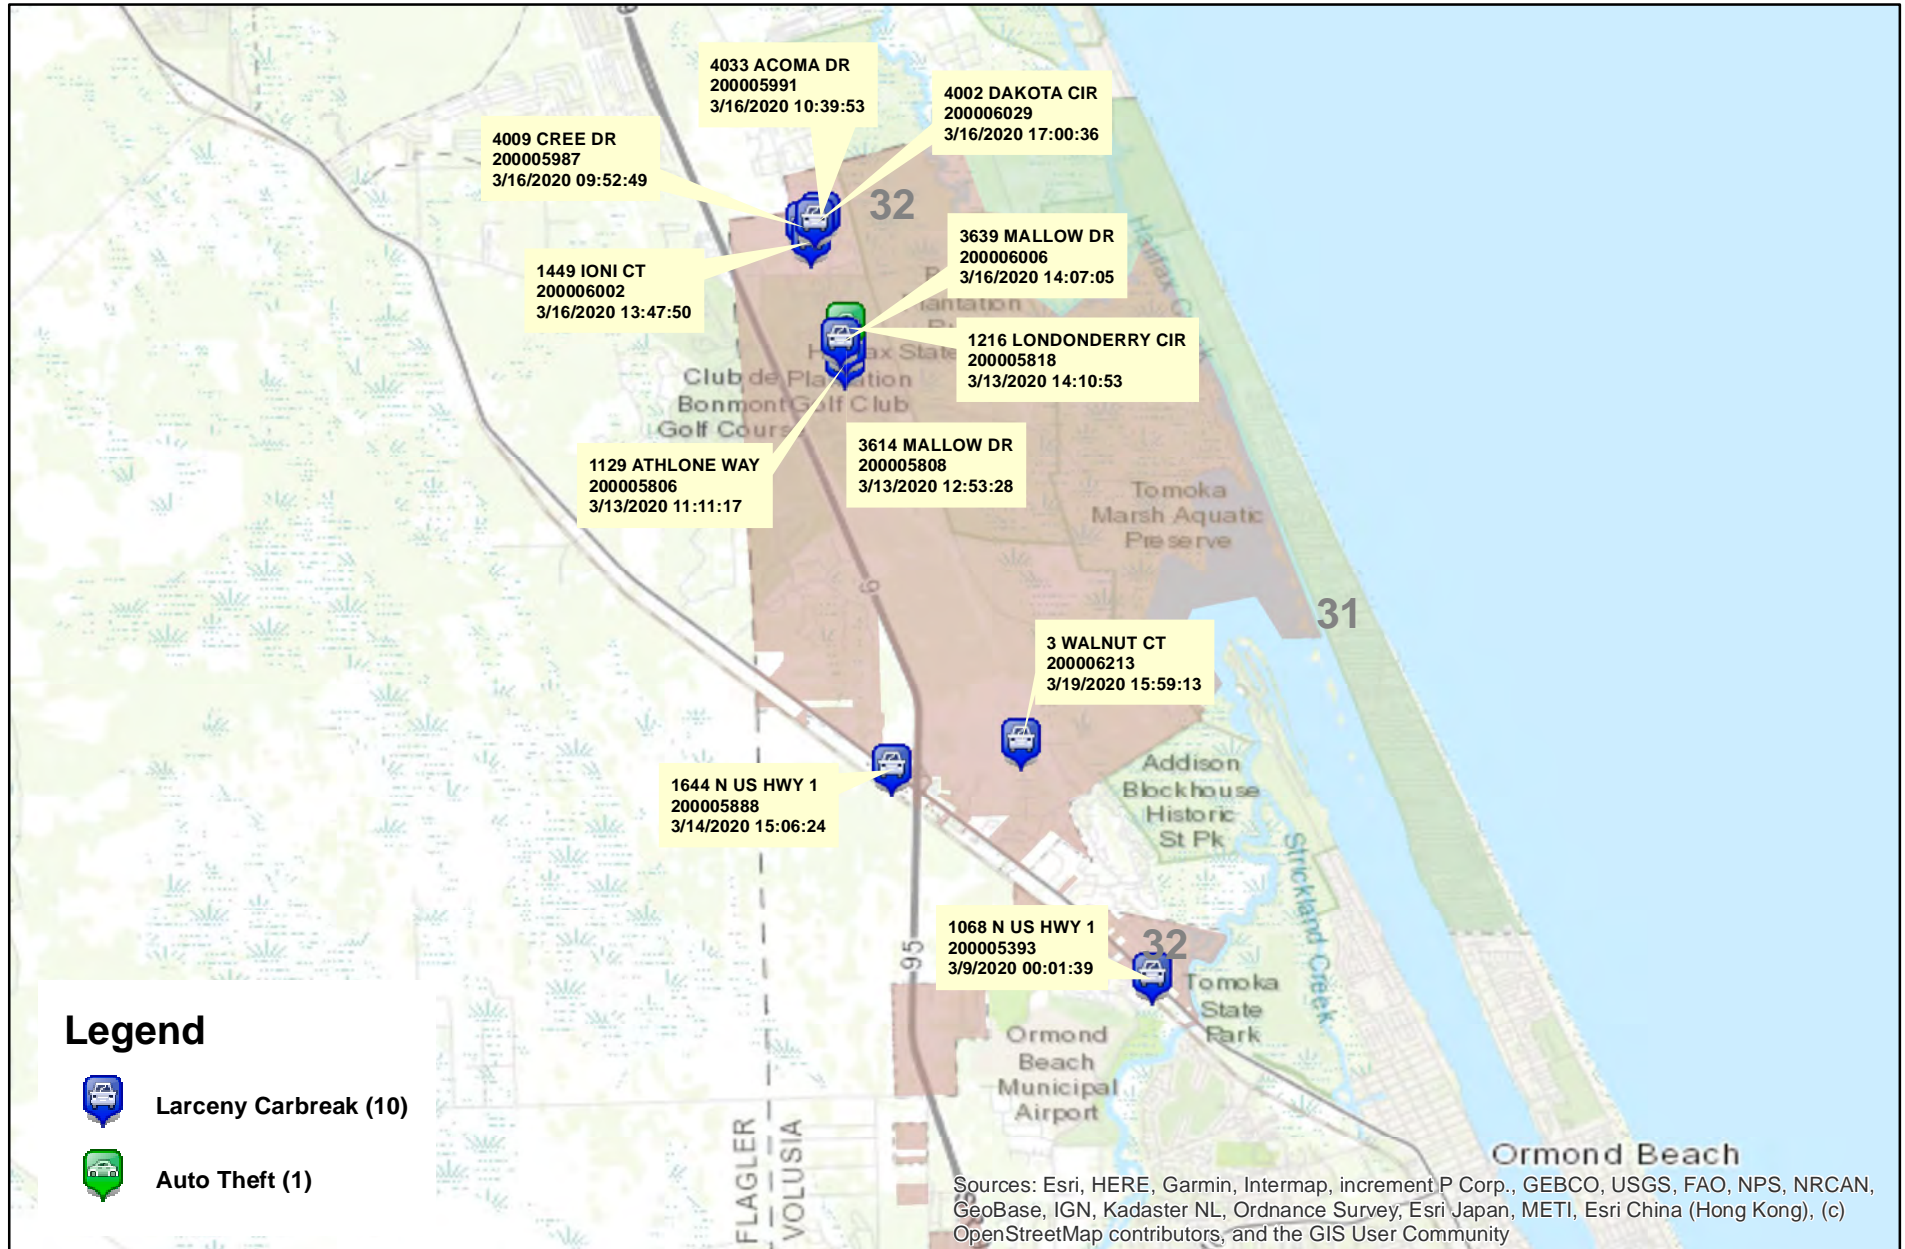 4033 ACOMA DR
200005991
3/16/2020 10:39:53
4002 DAKOTA CIR
200006029
3/16/2020 17:00:36
4009 CREE DR
200005987
3/16/2020 09:52:49
32
3639 MALLOW DR
200006006
3/16/2020 14:07:05
1449 IONI CT
200006002
3/16/2020 13:47:50
Halifax
1216 LONDONDERRY CIR
200005818
3/13/2020 14:10:53
Club de
Bonmont
Golf Course
Plantation
Golf Club
1129 ATHLONE WAY
200005806
3/13/2020 11:11:17
3614 MALLOW DR
200005808
3/13/2020 12:53:28
Tomoka
Marsh Aquatic
Preserve
31
3 WALNUT CT
200006213
3/19/2020 15:59:13
1644 N US HWY 1
200005888
3/14/2020 15:06:24
Addison
Blockhouse
Historic
St Pk
Strickland Creek
1068 N US HWY 1
200005393
3/9/2020 00:01:39
32
95
Tomoka
State
Park
Ormond
Beach
Municipal
Airport
Legend
Larceny Carbreak (10)
Auto Theft (1)
FLAGLER
VOLUSIA
Ormond Beach
Sources: Esri, HERE, Garmin, Intermap, increment P Corp., GEBCO, USGS, FAO, NPS, NRCAN,
GeoBase, IGN, Kadaster NL, Ordnance Survey, Esri Japan, METI, Esri China (Hong Kong), (c)
OpenStreetMap contributors, and the GIS User Community